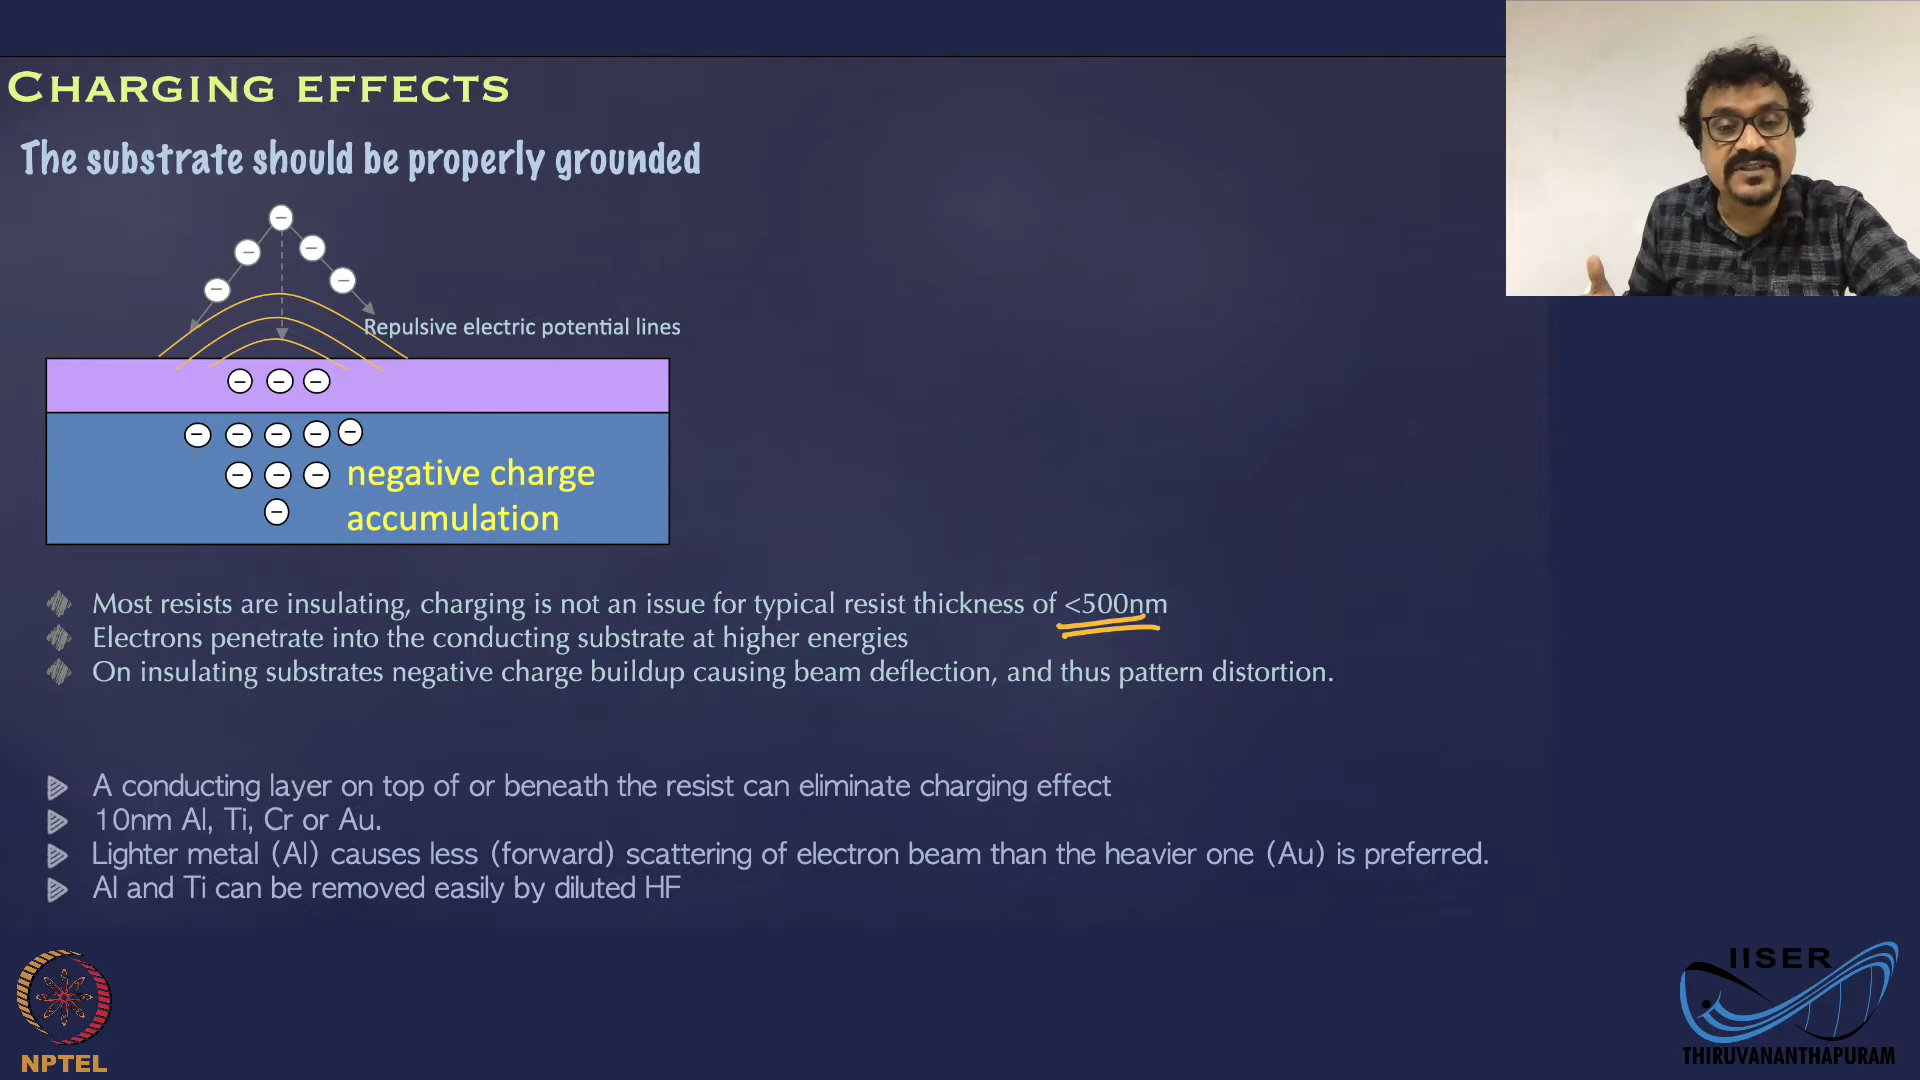 CHARGING EFFECTS
The substrate should be properly grounded
Repulsive electric potential lines
negative charge
accumulation
Most resists are insulating, charging is not an issue for typical resist thickness of <500nm
Electrons penetrate into the conducting substrate at higher energies
On insulating substrates negative charge buildup causing beam deflection, and thus pattern distortion.
A conducting layer on top of or beneath the resist can eliminate charging effect
10nm Al, Ti, Cr or Au.
Lighter metal (Al) causes less (forward) scattering of electron beam than the heavier one (Au) is preferred.
Al and Ti can be removed easily by diluted HF
NPTEL
IISER
THIRUVANANTHAPURAM